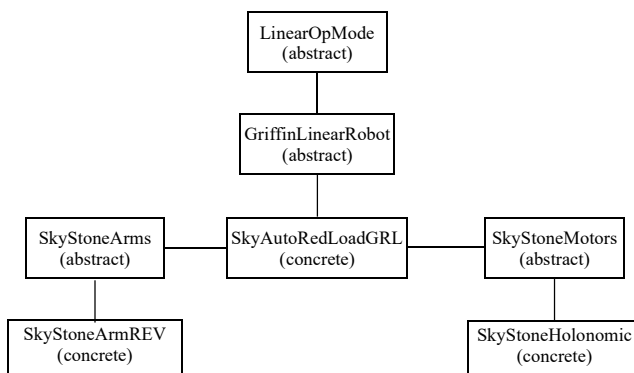 LinearOpMode
(abstract)
GriffinLinearRobot
(abstract)
SkyStoneArms
(abstract)
SkyAutoRedLoadGRL
(concrete)
SkyStoneMotors
(abstract)
SkyStoneArmREV
(concrete)
SkyStoneHolonomic
(concrete)